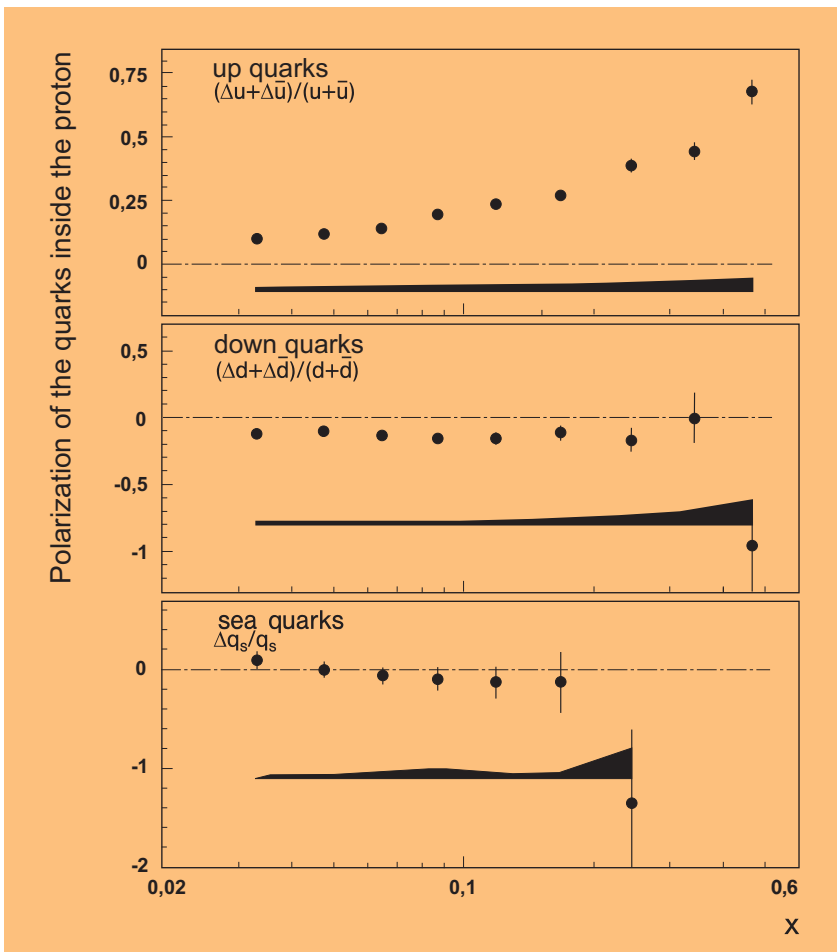 Polarization of the quarks inside the proton
up quarks
(Δu+Δū)/(u+ū)
0,75
0,5
0,25
0
down quarks
(Δd+Δd̄)/(d+d̄)
0,5
0
-0,5
-1
sea quarks
Δqₛ/qₛ
0
-1
-2
0,02
0,1
0,6
x